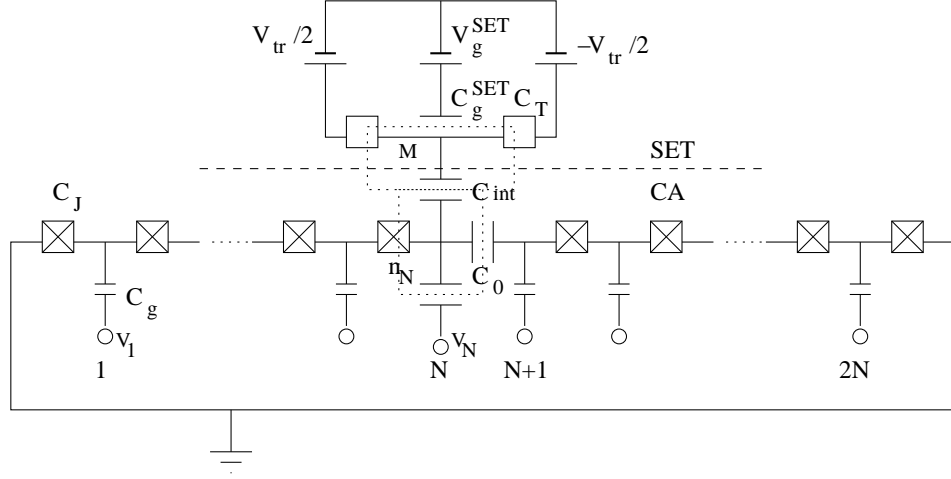 V_tr/2 V_g^SET −V_tr/2
C_g^SET C_T
M SET
C_J C_int CA
n_N C_0
C_g
V_1 V_N
1 N N+1 2N